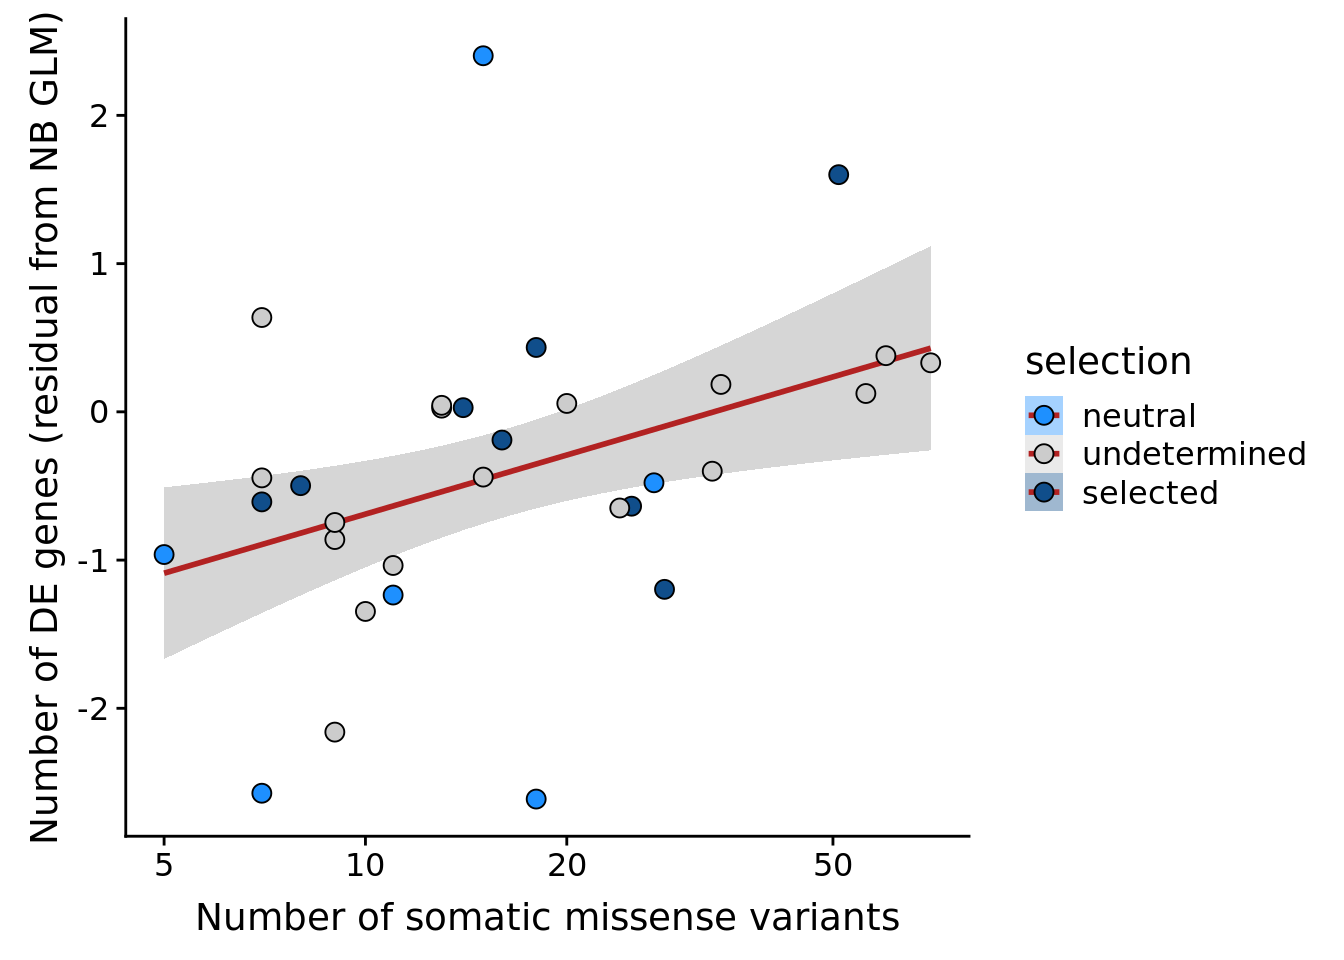 Number of DE genes (residual from NB GLM)
2
1
0
-1
-2
5 10 20 50
Number of somatic missense variants
selection
neutral
undetermined
selected